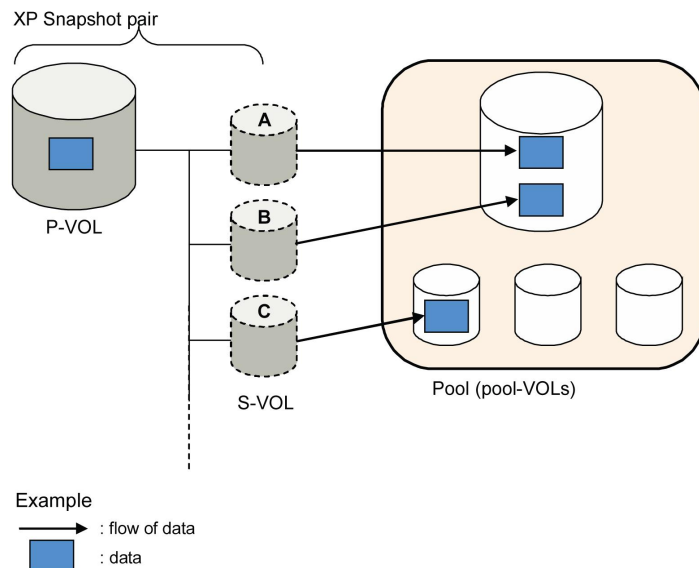 XP Snapshot pair
A
P-VOL
B
C
S-VOL
Pool (pool-VOLs)
Example
: flow of data
: data